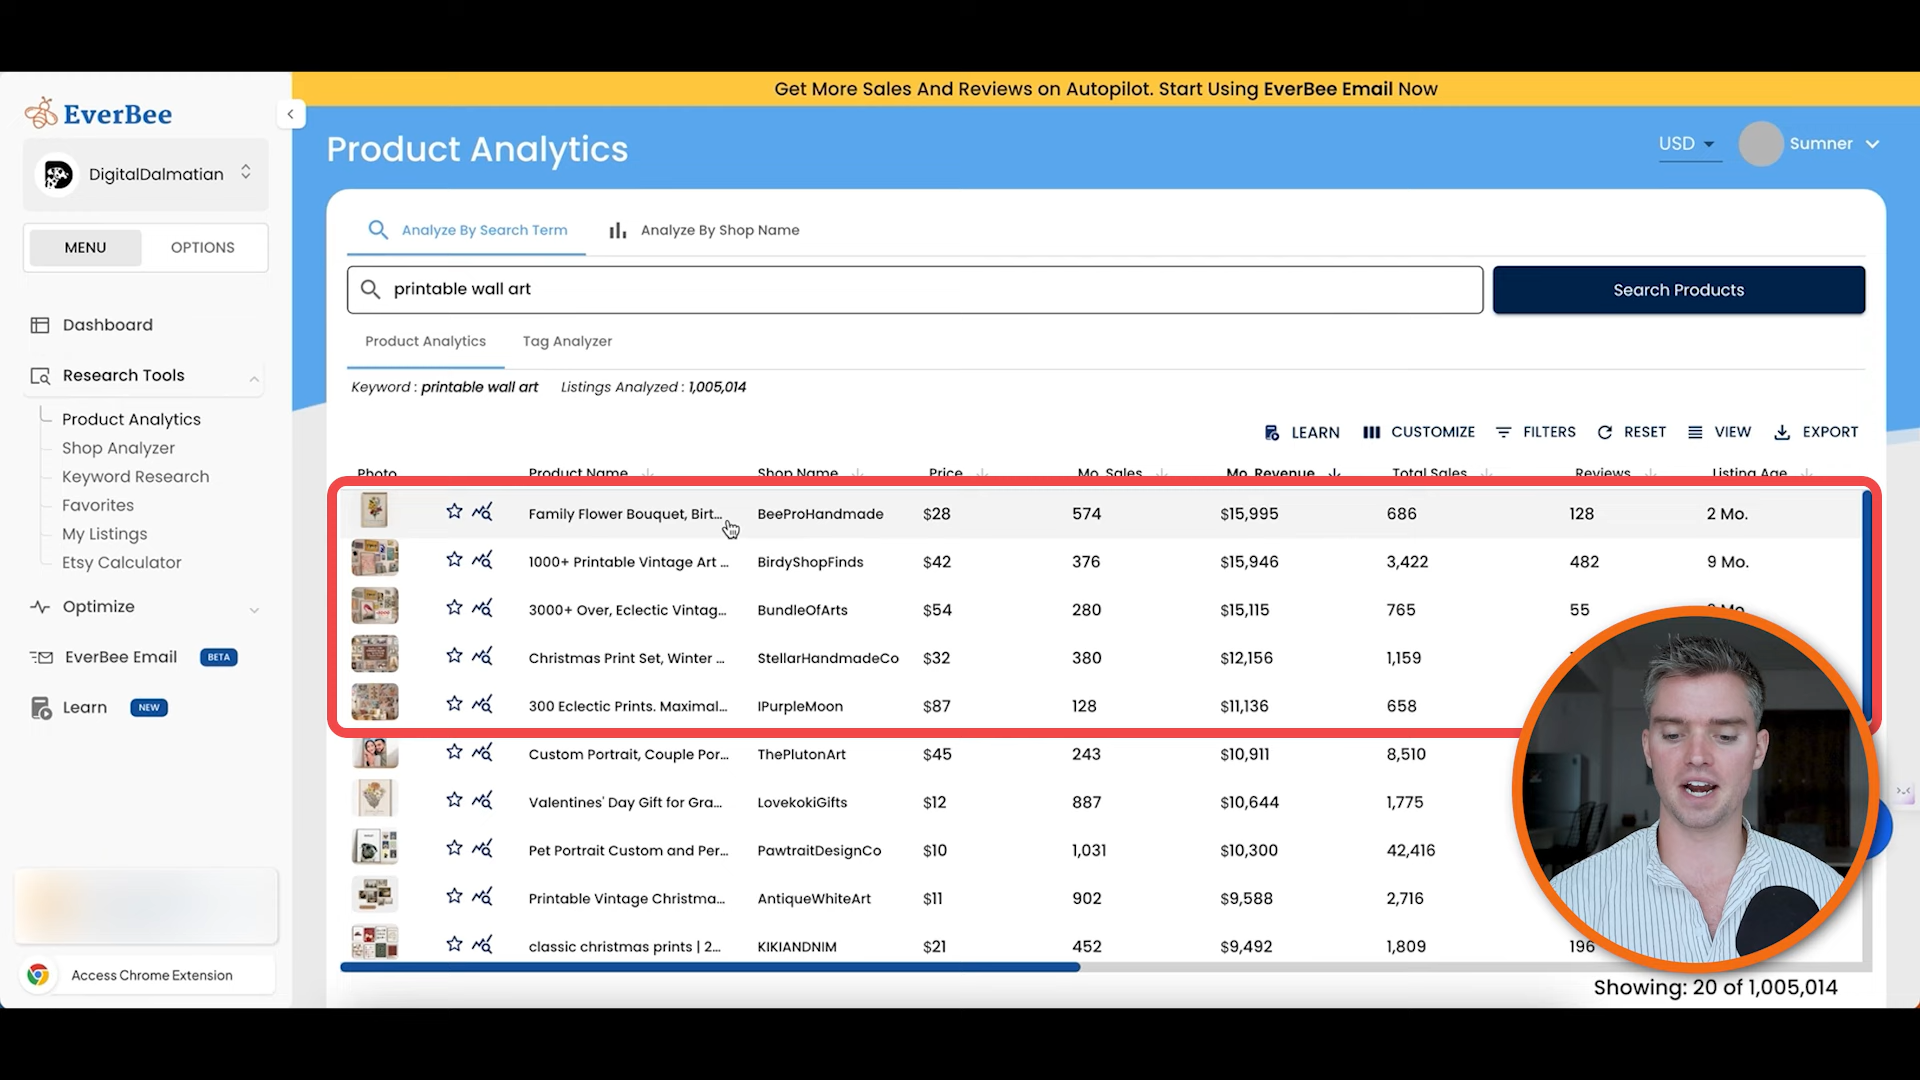 Get More Sales And Reviews on Autopilot. Start Using EverBee Email Now
EverBee
DigitalDalmatian
MENU OPTIONS
Dashboard
Research Tools
Product Analytics
Shop Analyzer
Keyword Research
Favorites
My Listings
Etsy Calculator
Optimize
EverBee Email BETA
Learn NEW
Access Chrome Extension
Product Analytics
USD Sumner
Analyze By Search Term Analyze By Shop Name
printable wall art Search Products
Product Analytics Tag Analyzer
Keyword : printable wall art Listings Analyzed : 1,005,014
LEARN CUSTOMIZE FILTERS RESET VIEW EXPORT
Photo Product Name Shop Name Price Mo. Sales Mo. Revenue Total Sales Reviews Listing Age
Family Flower Bouquet, Birt... BeeProHandmade $28 574 $15,995 686 128 2 Mo.
1000+ Printable Vintage Art ... BirdyShopFinds $42 376 $15,946 3,422 482 9 Mo.
3000+ Over, Eclectic Vintag... BundleOfArts $54 280 $15,115 765 55 Mo.
Christmas Print Set, Winter ... StellarHandmadeCo $32 380 $12,156 1,159
300 Eclectic Prints. Maximal... IPurpleMoon $87 128 $11,136 658
Custom Portrait, Couple Por... ThePlutonArt $45 243 $10,911 8,510
Valentines' Day Gift for Gra... LovekokiGifts $12 887 $10,644 1,775
Pet Portrait Custom and Per... PawtraitDesignCo $10 1,031 $10,300 42,416
Printable Vintage Christma... AntiqueWhiteArt $11 902 $9,588 2,716
classic christmas prints | 2... KIKIANDNIM $21 452 $9,492 1,809 196
Showing: 20 of 1,005,014